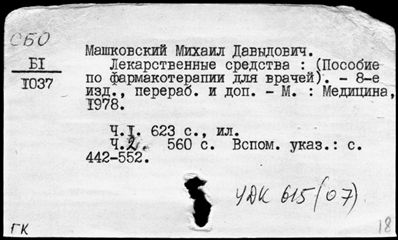 СБО
Б1
1037
Машковский Михаил Давыдович.
Лекарственные средства : (Пособие
по фармакотерапии для врачей). - 8-е
изд., перераб. и доп. - М. : Медицина,
1978.
Ч.1. 623 с., ил.
Ч.2. 560 с. Вспом. указ.: с.
442-552.
УДК 615(07)
ГК
18